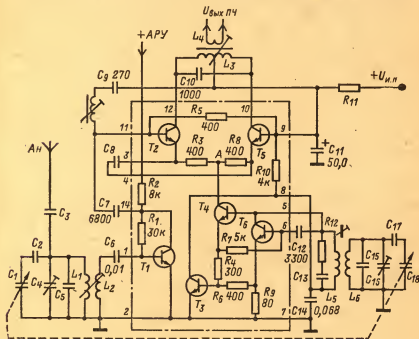 Uвых ПЧ
+АРУ
L4
L3
C9 270
C10
1000
+Uи.п
R11
12
10
R5
400
11
9
T2
T5
C11
50,0
Ан
C8
3
R3
400
A
R8
400
R10
4к
4
8
R2
8к
C3
C7
6800
14
T4
T6
5
R12
C17
R1
30к
6
R7 5к
C12
3300
C2
C6
0,01
1
T1
R4
300
C13
C15
C15
C18
C1
C4
C5
L1
L2
T3
R6
400
R9
80
L5
L6
0,068
2
7
C14